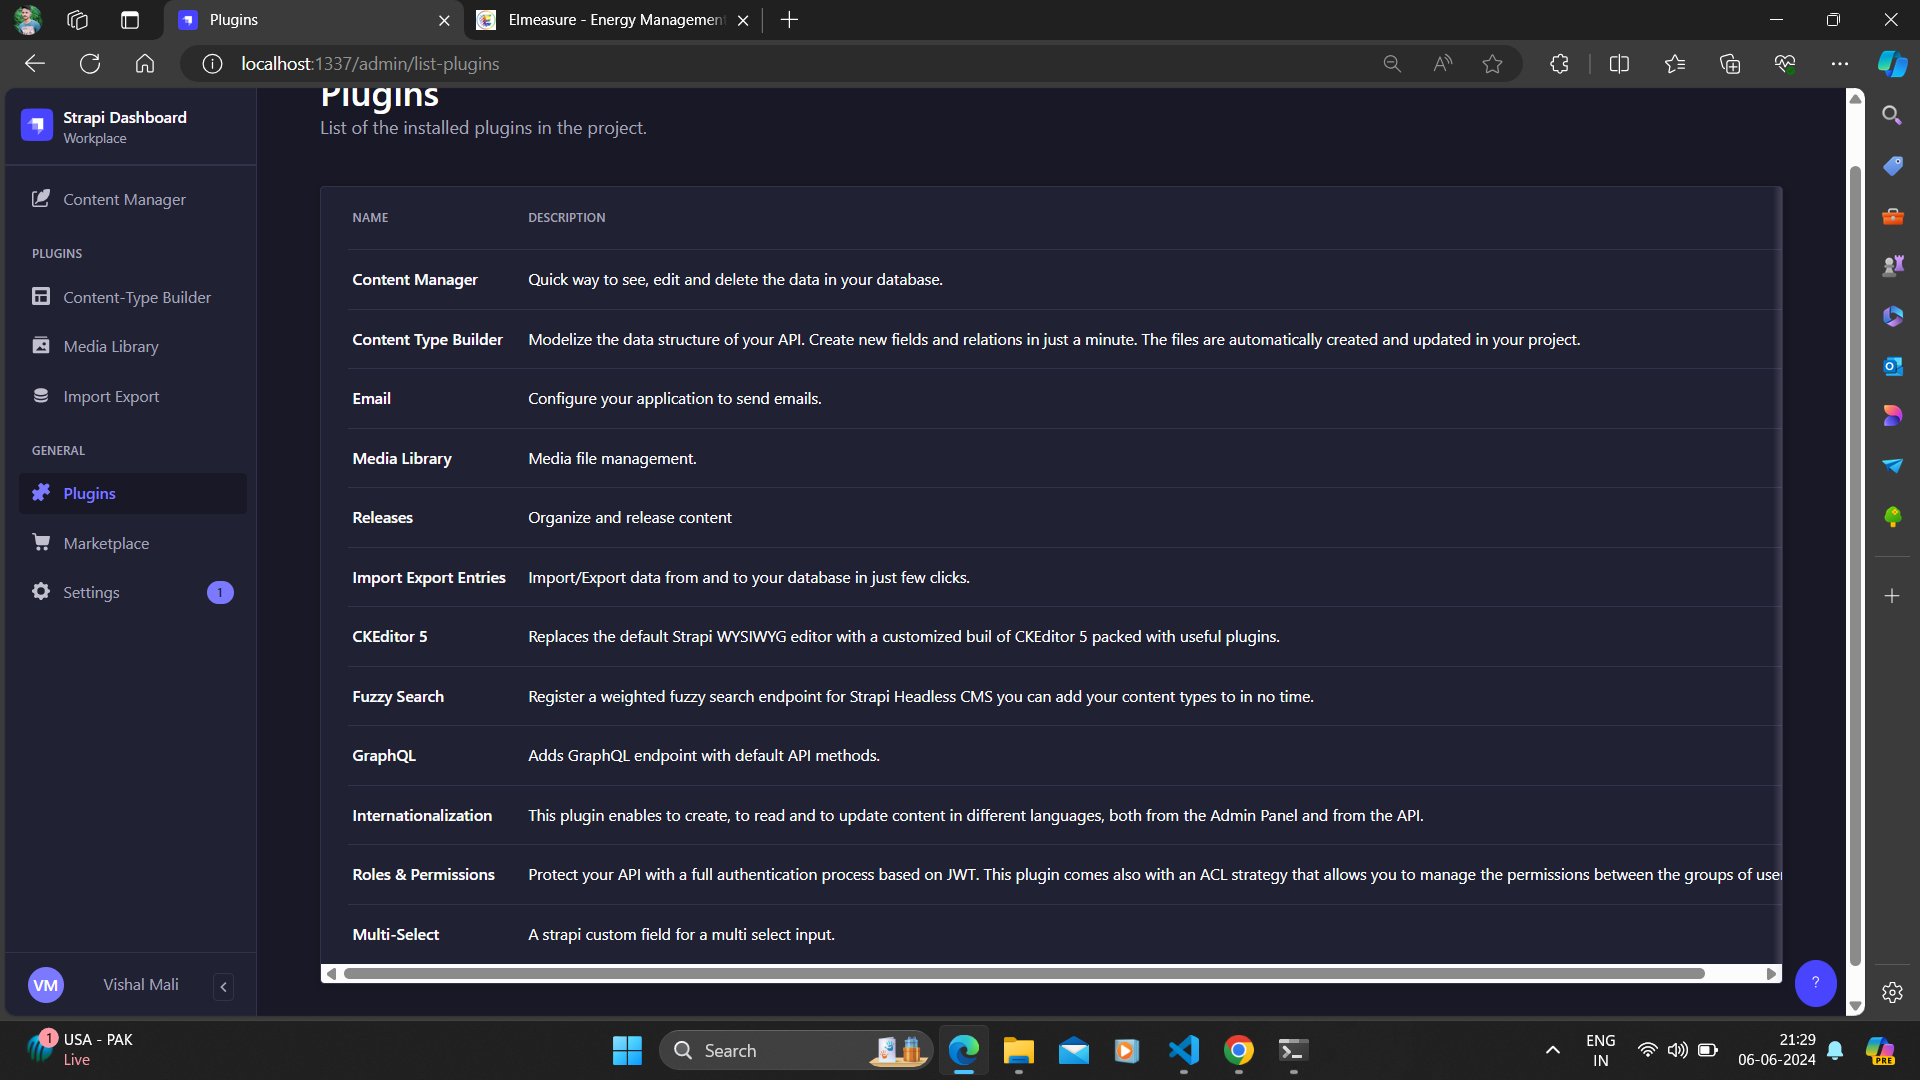 Plugins
Elmeasure - Energy Management
localhost:1337/admin/list-plugins
Strapi Dashboard
Workplace
Content Manager
PLUGINS
Content-Type Builder
Media Library
Import Export
GENERAL
Plugins
Marketplace
Settings
1
VM
Vishal Mali
Plugins
List of the installed plugins in the project.
NAME DESCRIPTION
Content Manager Quick way to see, edit and delete the data in your database.
Content Type Builder Modelize the data structure of your API. Create new fields and relations in just a minute. The files are automatically created and updated in your project.
Email Configure your application to send emails.
Media Library Media file management.
Releases Organize and release content
Import Export Entries Import/Export data from and to your database in just few clicks.
CKEditor 5 Replaces the default Strapi WYSIWYG editor with a customized buil of CKEditor 5 packed with useful plugins.
Fuzzy Search Register a weighted fuzzy search endpoint for Strapi Headless CMS you can add your content types to in no time.
GraphQL Adds GraphQL endpoint with default API methods.
Internationalization This plugin enables to create, to read and to update content in different languages, both from the Admin Panel and from the API.
Roles & Permissions Protect your API with a full authentication process based on JWT. This plugin comes also with an ACL strategy that allows you to manage the permissions between the groups of user
Multi-Select A strapi custom field for a multi select input.
?
1
USA - PAK
Live
Search
ENG
IN
21:29
06-06-2024
PRE